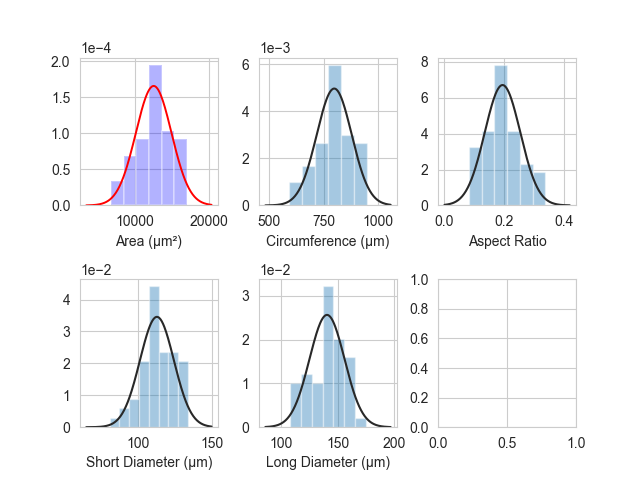 1e−4
2.0
1.5
1.0
0.5
0.0
10000 20000
Area (µm²)
1e−3
6
4
2
0
500 750 1000
Circumference (µm)
8
6
4
2
0
0.0 0.2 0.4
Aspect Ratio
1e−2
4
3
2
1
0
100 150
Short Diameter (µm)
1e−2
3
2
1
0
100 150 200
Long Diameter (µm)
1.0
0.8
0.6
0.4
0.2
0.0
0.0 0.5 1.0